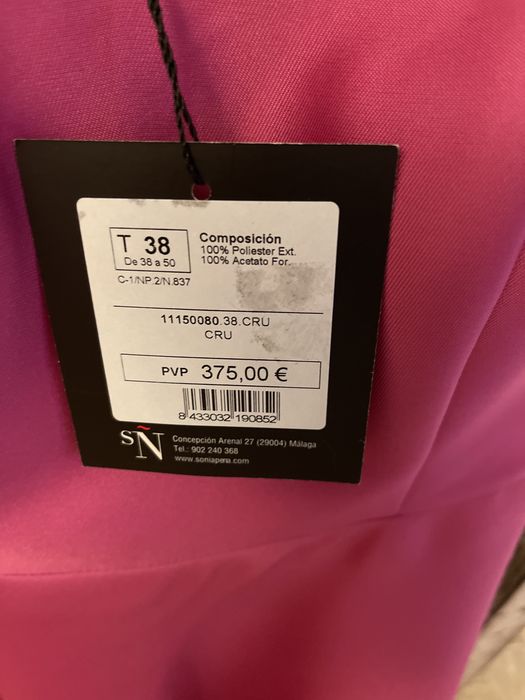 T 38
De 38 a 50
C-1/NP.2/N.837
Composición
100% Poliester Ext.
100% Acetato For.
11150080.38.CRU
CRU
PVP 375,00 €
8 433032 190852
SÑ
Concepción Arenal 27 (29004) Málaga
Tel.: 902 240 368
www.soniapena.com